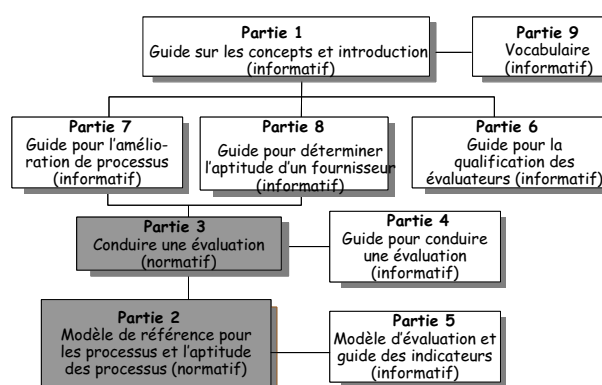 Partie 1
Guide sur les concepts et introduction
(informatif)
Partie 9
Vocabulaire
(informatif)
Partie 7
Guide pour l'amélio-
ration de processus
(informatif)
Partie 8
Guide pour déterminer
l'aptitude d'un fournisseur
(informatif)
Partie 6
Guide pour la
qualification des
évaluateurs (informatif)
Partie 3
Conduire une évaluation
(normatif)
Partie 4
Guide pour conduire
une évaluation
(informatif)
Partie 2
Modèle de référence pour
les processus et l'aptitude
des processus (normatif)
Partie 5
Modèle d'évaluation et
guide des indicateurs
(informatif)